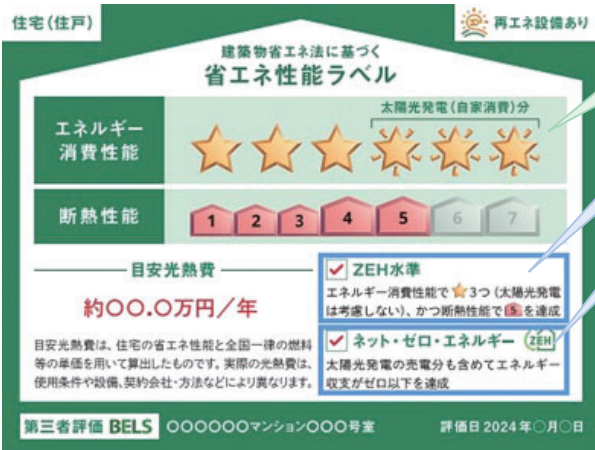 住宅(住戸)
再エネ設備あり
建築物省エネ法に基づく
省エネ性能ラベル
太陽光発電(自家消費)分
エネルギー
消費性能
断熱性能
1 2 3 4 5 6 7
目安光熱費
約〇〇.〇万円/年
目安光熱費は、住宅の省エネ性能と全国一律の燃料
等の単価を用いて算出したものです。実際の光熱費は、
使用条件や設備、契約会社・方法などにより異なります。
ZEH水準
エネルギー消費性能で⭐3つ(太陽光発電
は考慮しない)、かつ断熱性能で5を達成
ネット・ゼロ・エネルギー ZEH
太陽光発電の売電分も含めてエネルギー
収支がゼロ以下を達成
第三者評価 BELS 〇〇〇〇〇〇マンション〇〇〇号室 評価日 2024年〇月〇日